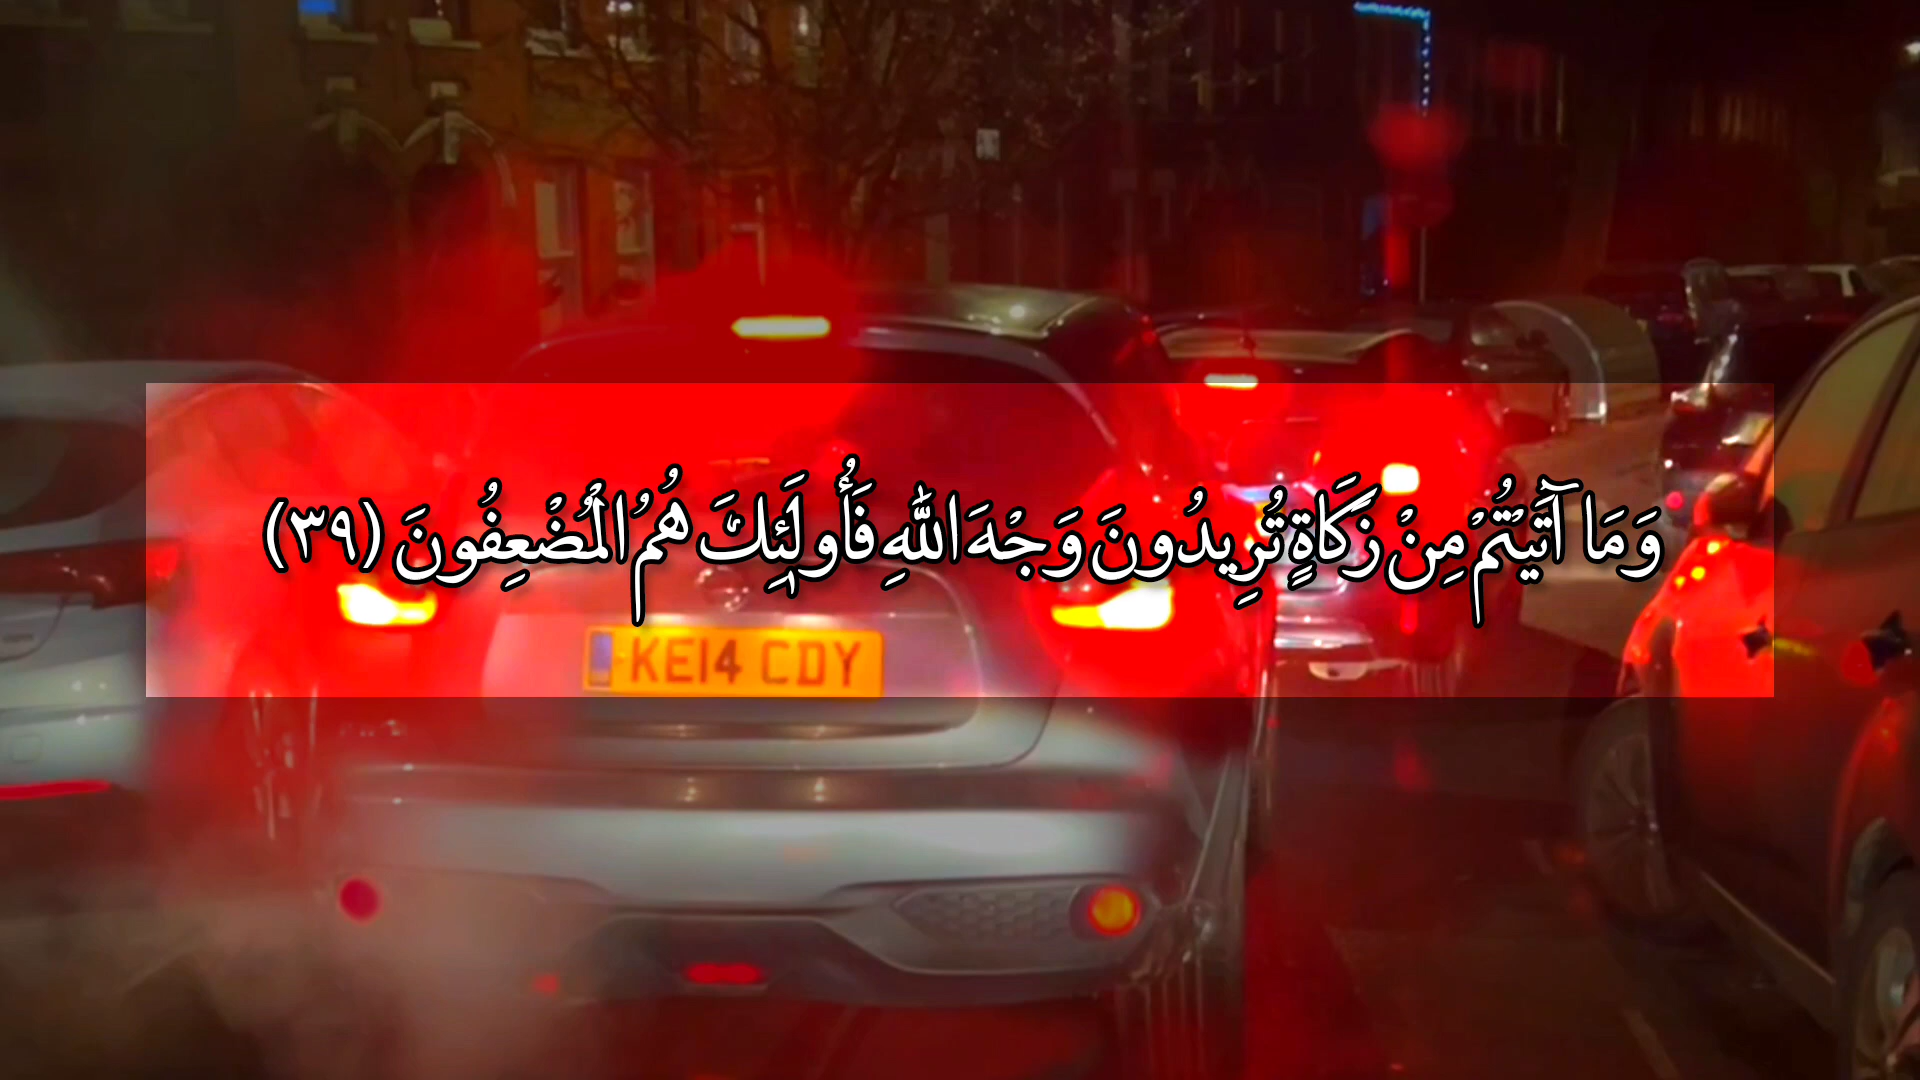 وَمَا آتَيْتُمْ مِنْ زَكَاةٍ تُرِيدُونَ وَجْهَ اللَّهِ فَأُولَٰئِكَ هُمُ الْمُضْعِفُونَ (٣٩)
KE14 CDY